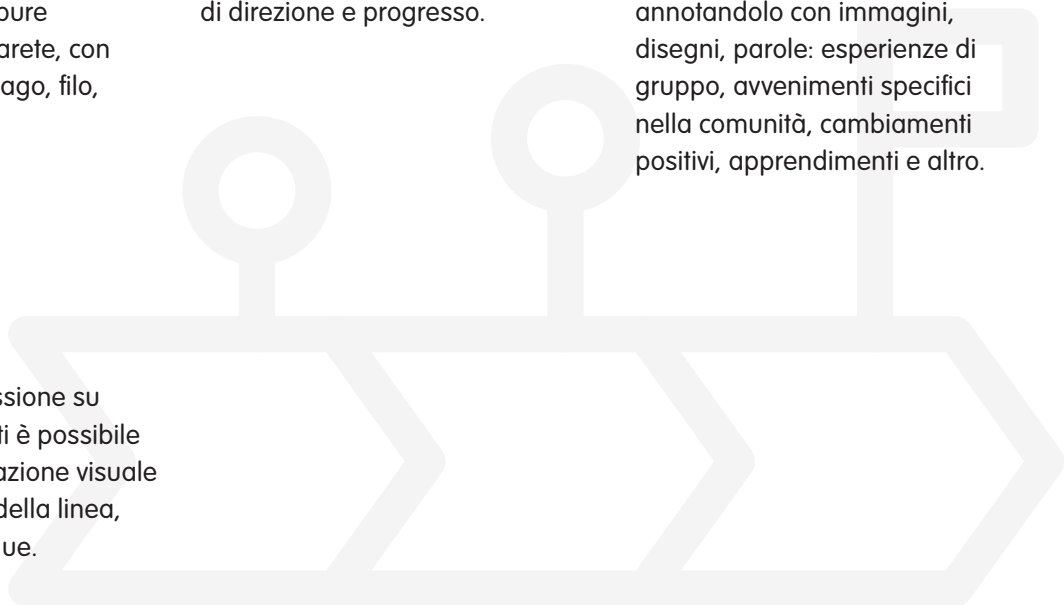 pure
arete, con
ago, filo,
di direzione e progresso.
annotandolo con immagini,
disegni, parole: esperienze di
gruppo, avvenimenti specifici
nella comunità, cambiamenti
positivi, apprendimenti e altro.
ssione su
ti è possibile
azione visuale
della linea,
ue.